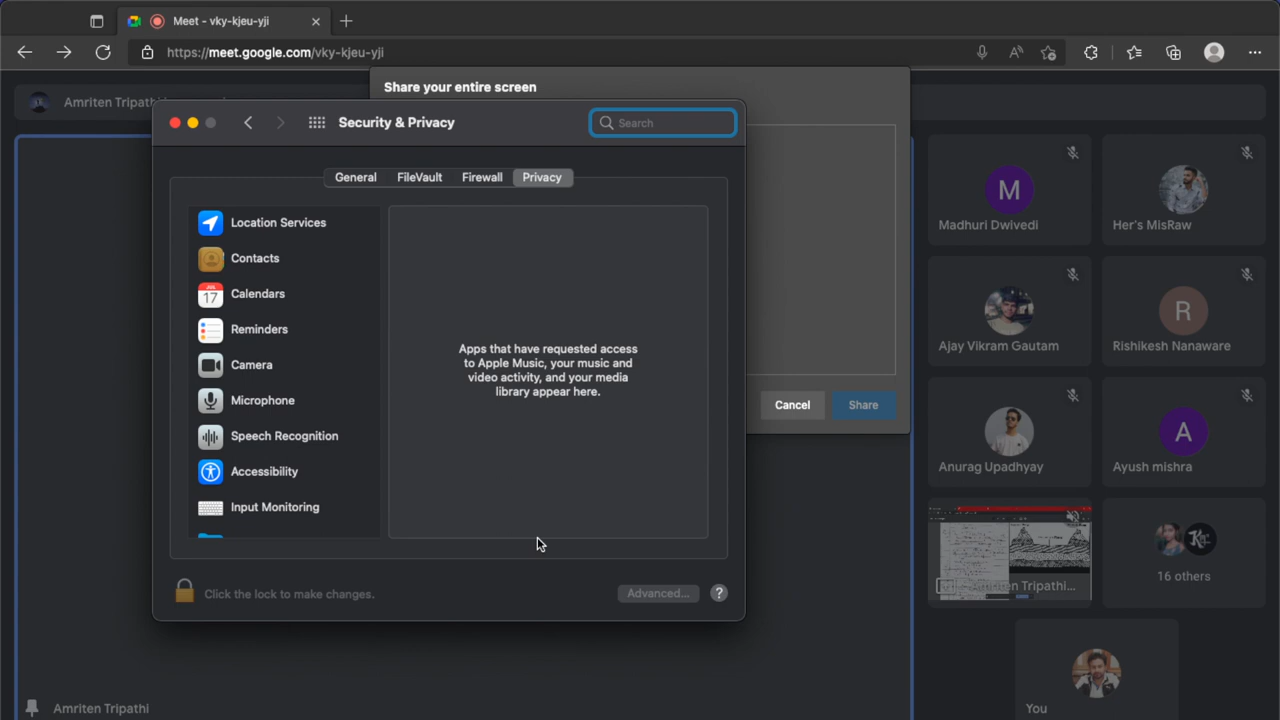 Meet - vky-kjeu-yji
https://meet.google.com/vky-kjeu-yji
Share your entire screen
Amriten Tripathi
Security & Privacy
Search
General
FileVault
Firewall
Privacy
Location Services
Contacts
JUL
17
Calendars
Reminders
Camera
Microphone
Speech Recognition
Accessibility
Input Monitoring
Apps that have requested access
to Apple Music, your music and
video activity, and your media
library appear here.
Cancel
Share
Click the lock to make changes.
Advanced...
?
M
Madhuri Dwivedi
Her's MisRaw
Ajay Vikram Gautam
R
Rishikesh Nanaware
Anurag Upadhyay
A
Ayush mishra
Amriten Tripathi...
16 others
You
Amriten Tripathi